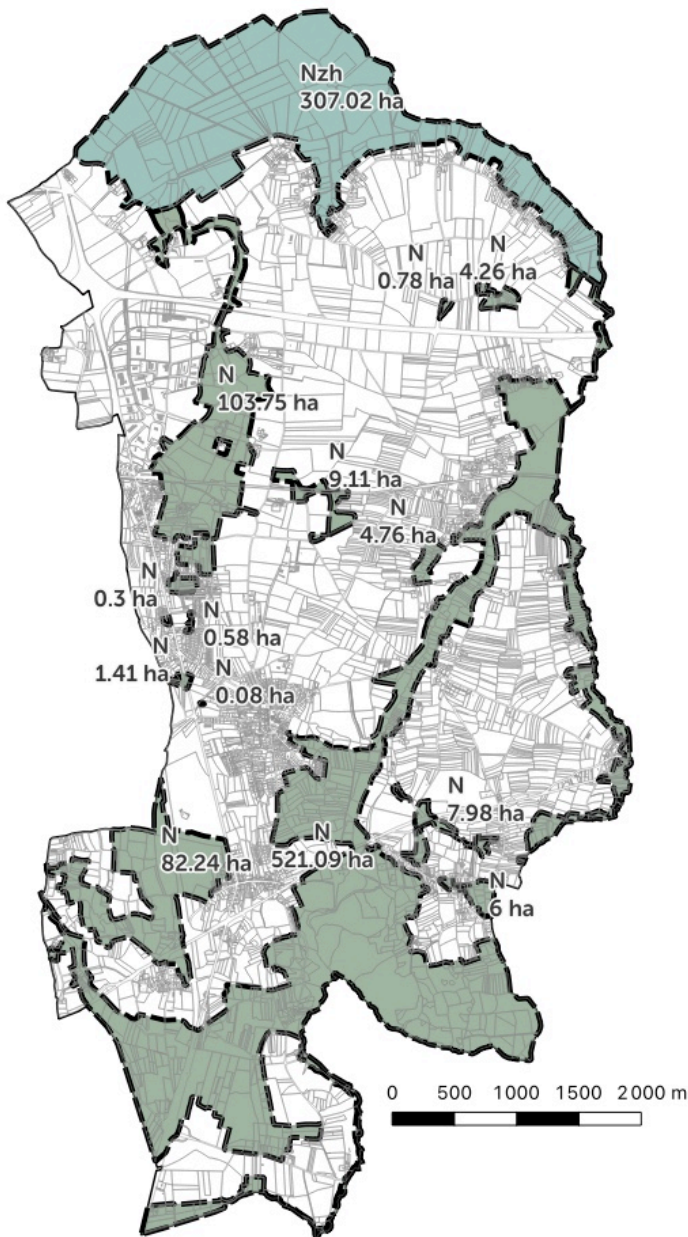 Nzh
307.02 ha
N
0.78 ha
N
4.26 ha
N
103.75 ha
N
9.11 ha
N
4.76 ha
N
0.3 ha
N
0.58 ha
N
1.41 ha
N
0.08 ha
N
7.98 ha
N
82.24 ha
N
521.09 ha
N
6 ha
0 500 1000 1500 2000 m